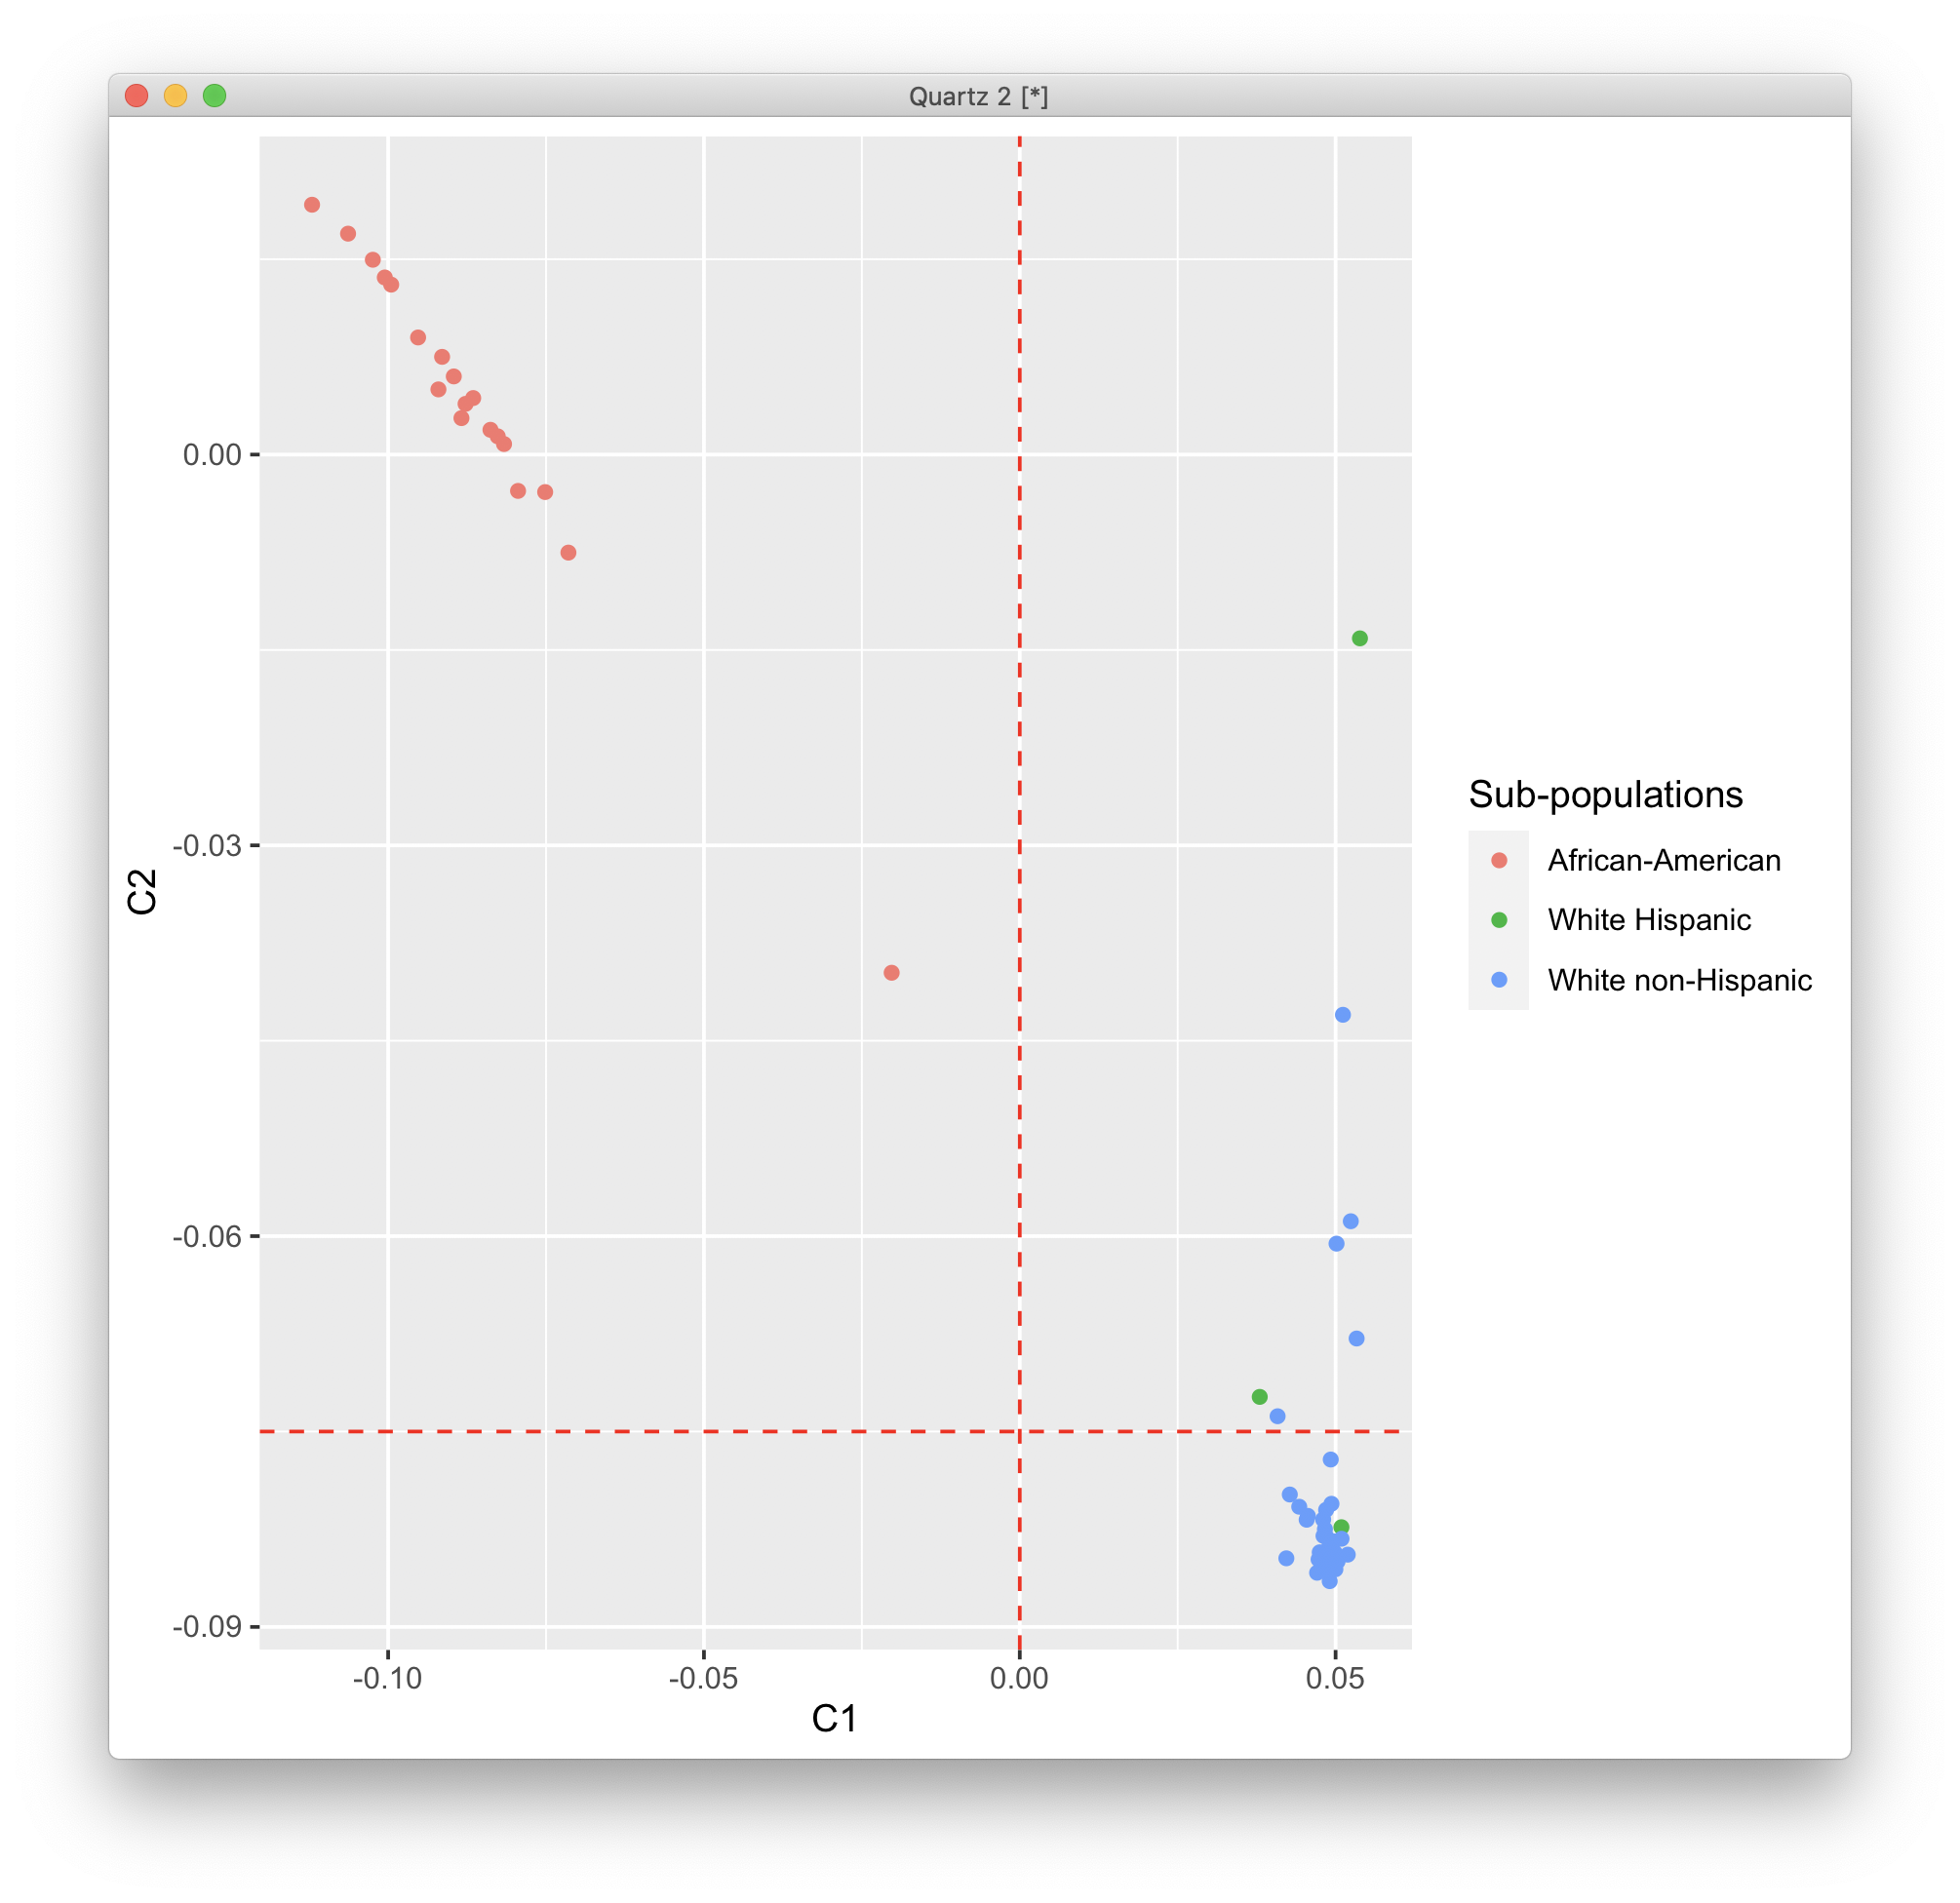 Quartz 2 [*]
0.00
-0.03
-0.06
-0.09
C2
-0.10
-0.05
0.00
0.05
C1
Sub-populations
African-American
White Hispanic
White non-Hispanic